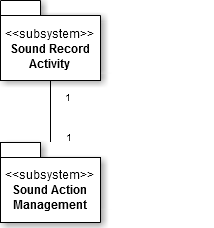 <<subsystem>>
Sound Record
Activity
1
1
<<subsystem>>
Sound Action
Management